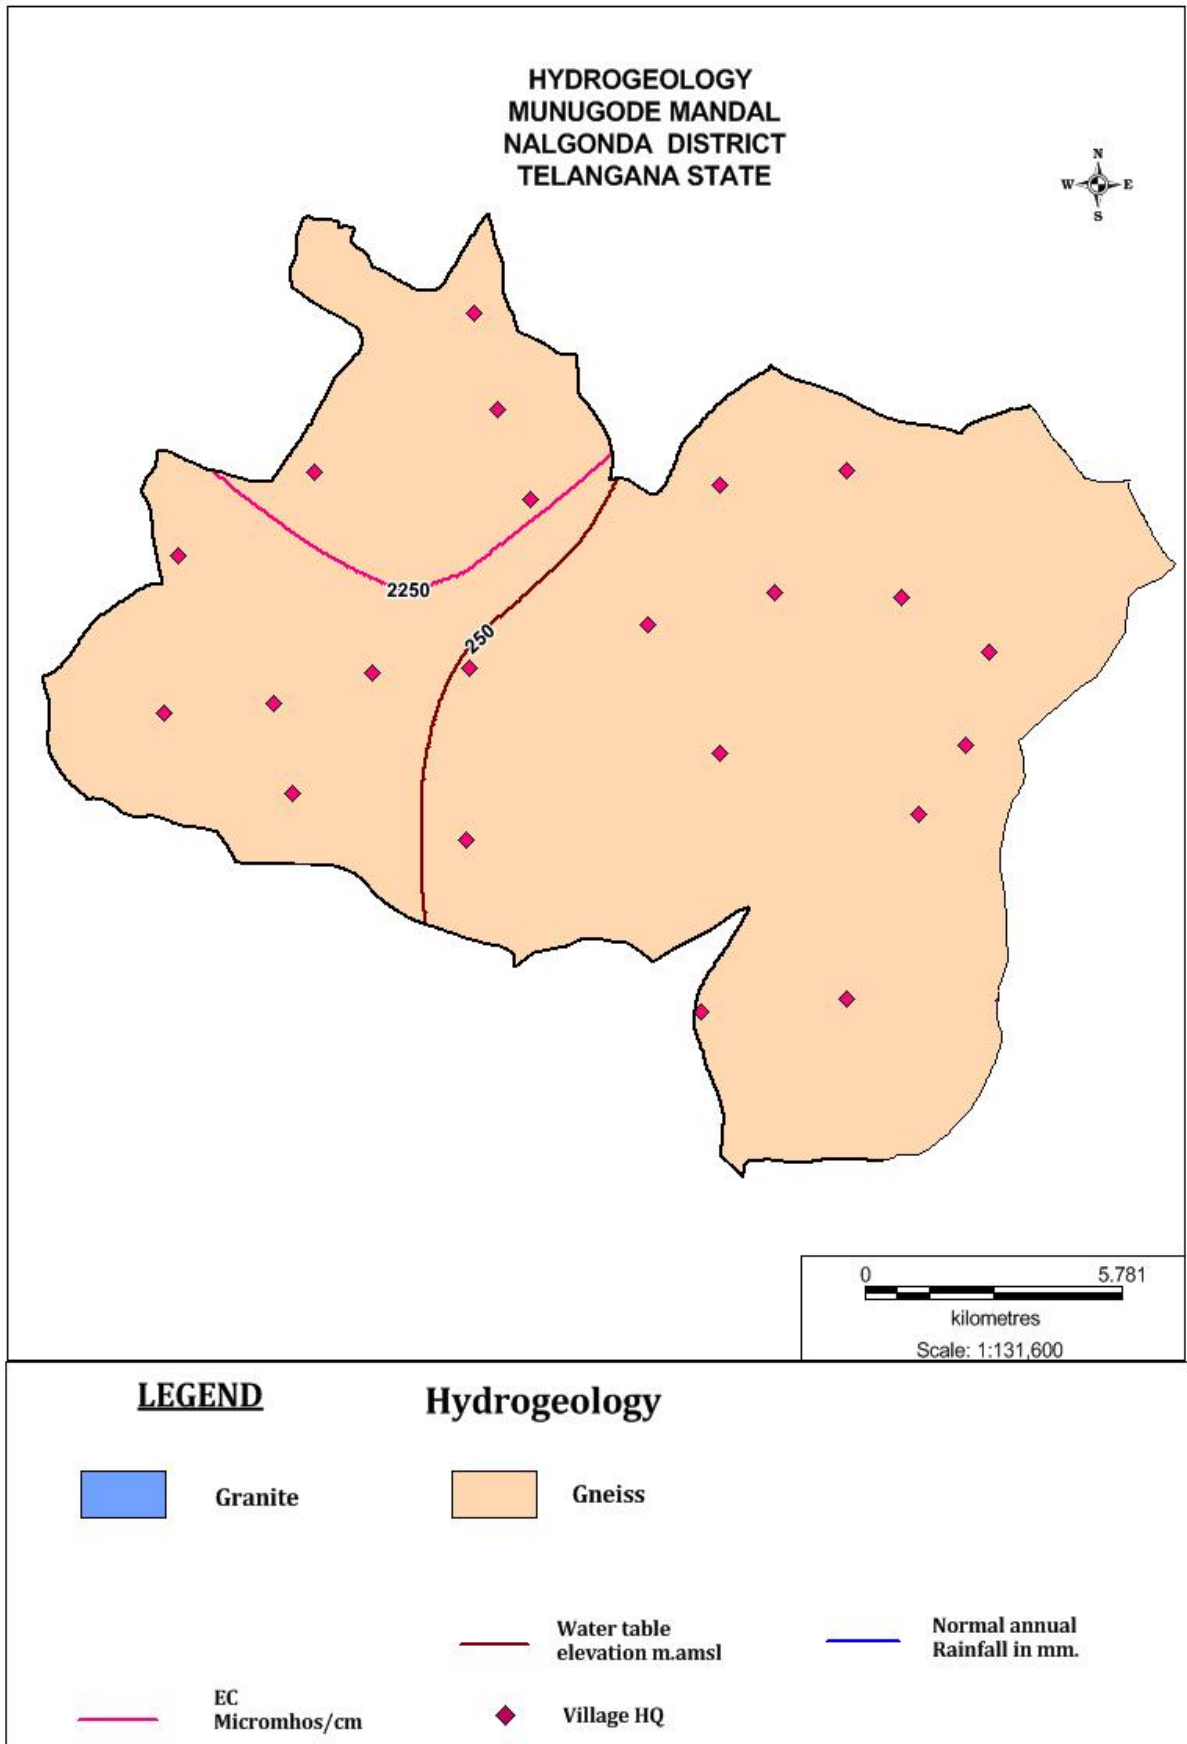 HYDROGEOLOGY
MUNUGODE MANDAL
NALGONDA DISTRICT
TELANGANA STATE
N
W E
S
2250
250
0 5.781
kilometres
Scale: 1:131,600
LEGEND
Hydrogeology
Granite
Gneiss
Water table
elevation m.amsl
Normal annual
Rainfall in mm.
EC
Micromhos/cm
Village HQ